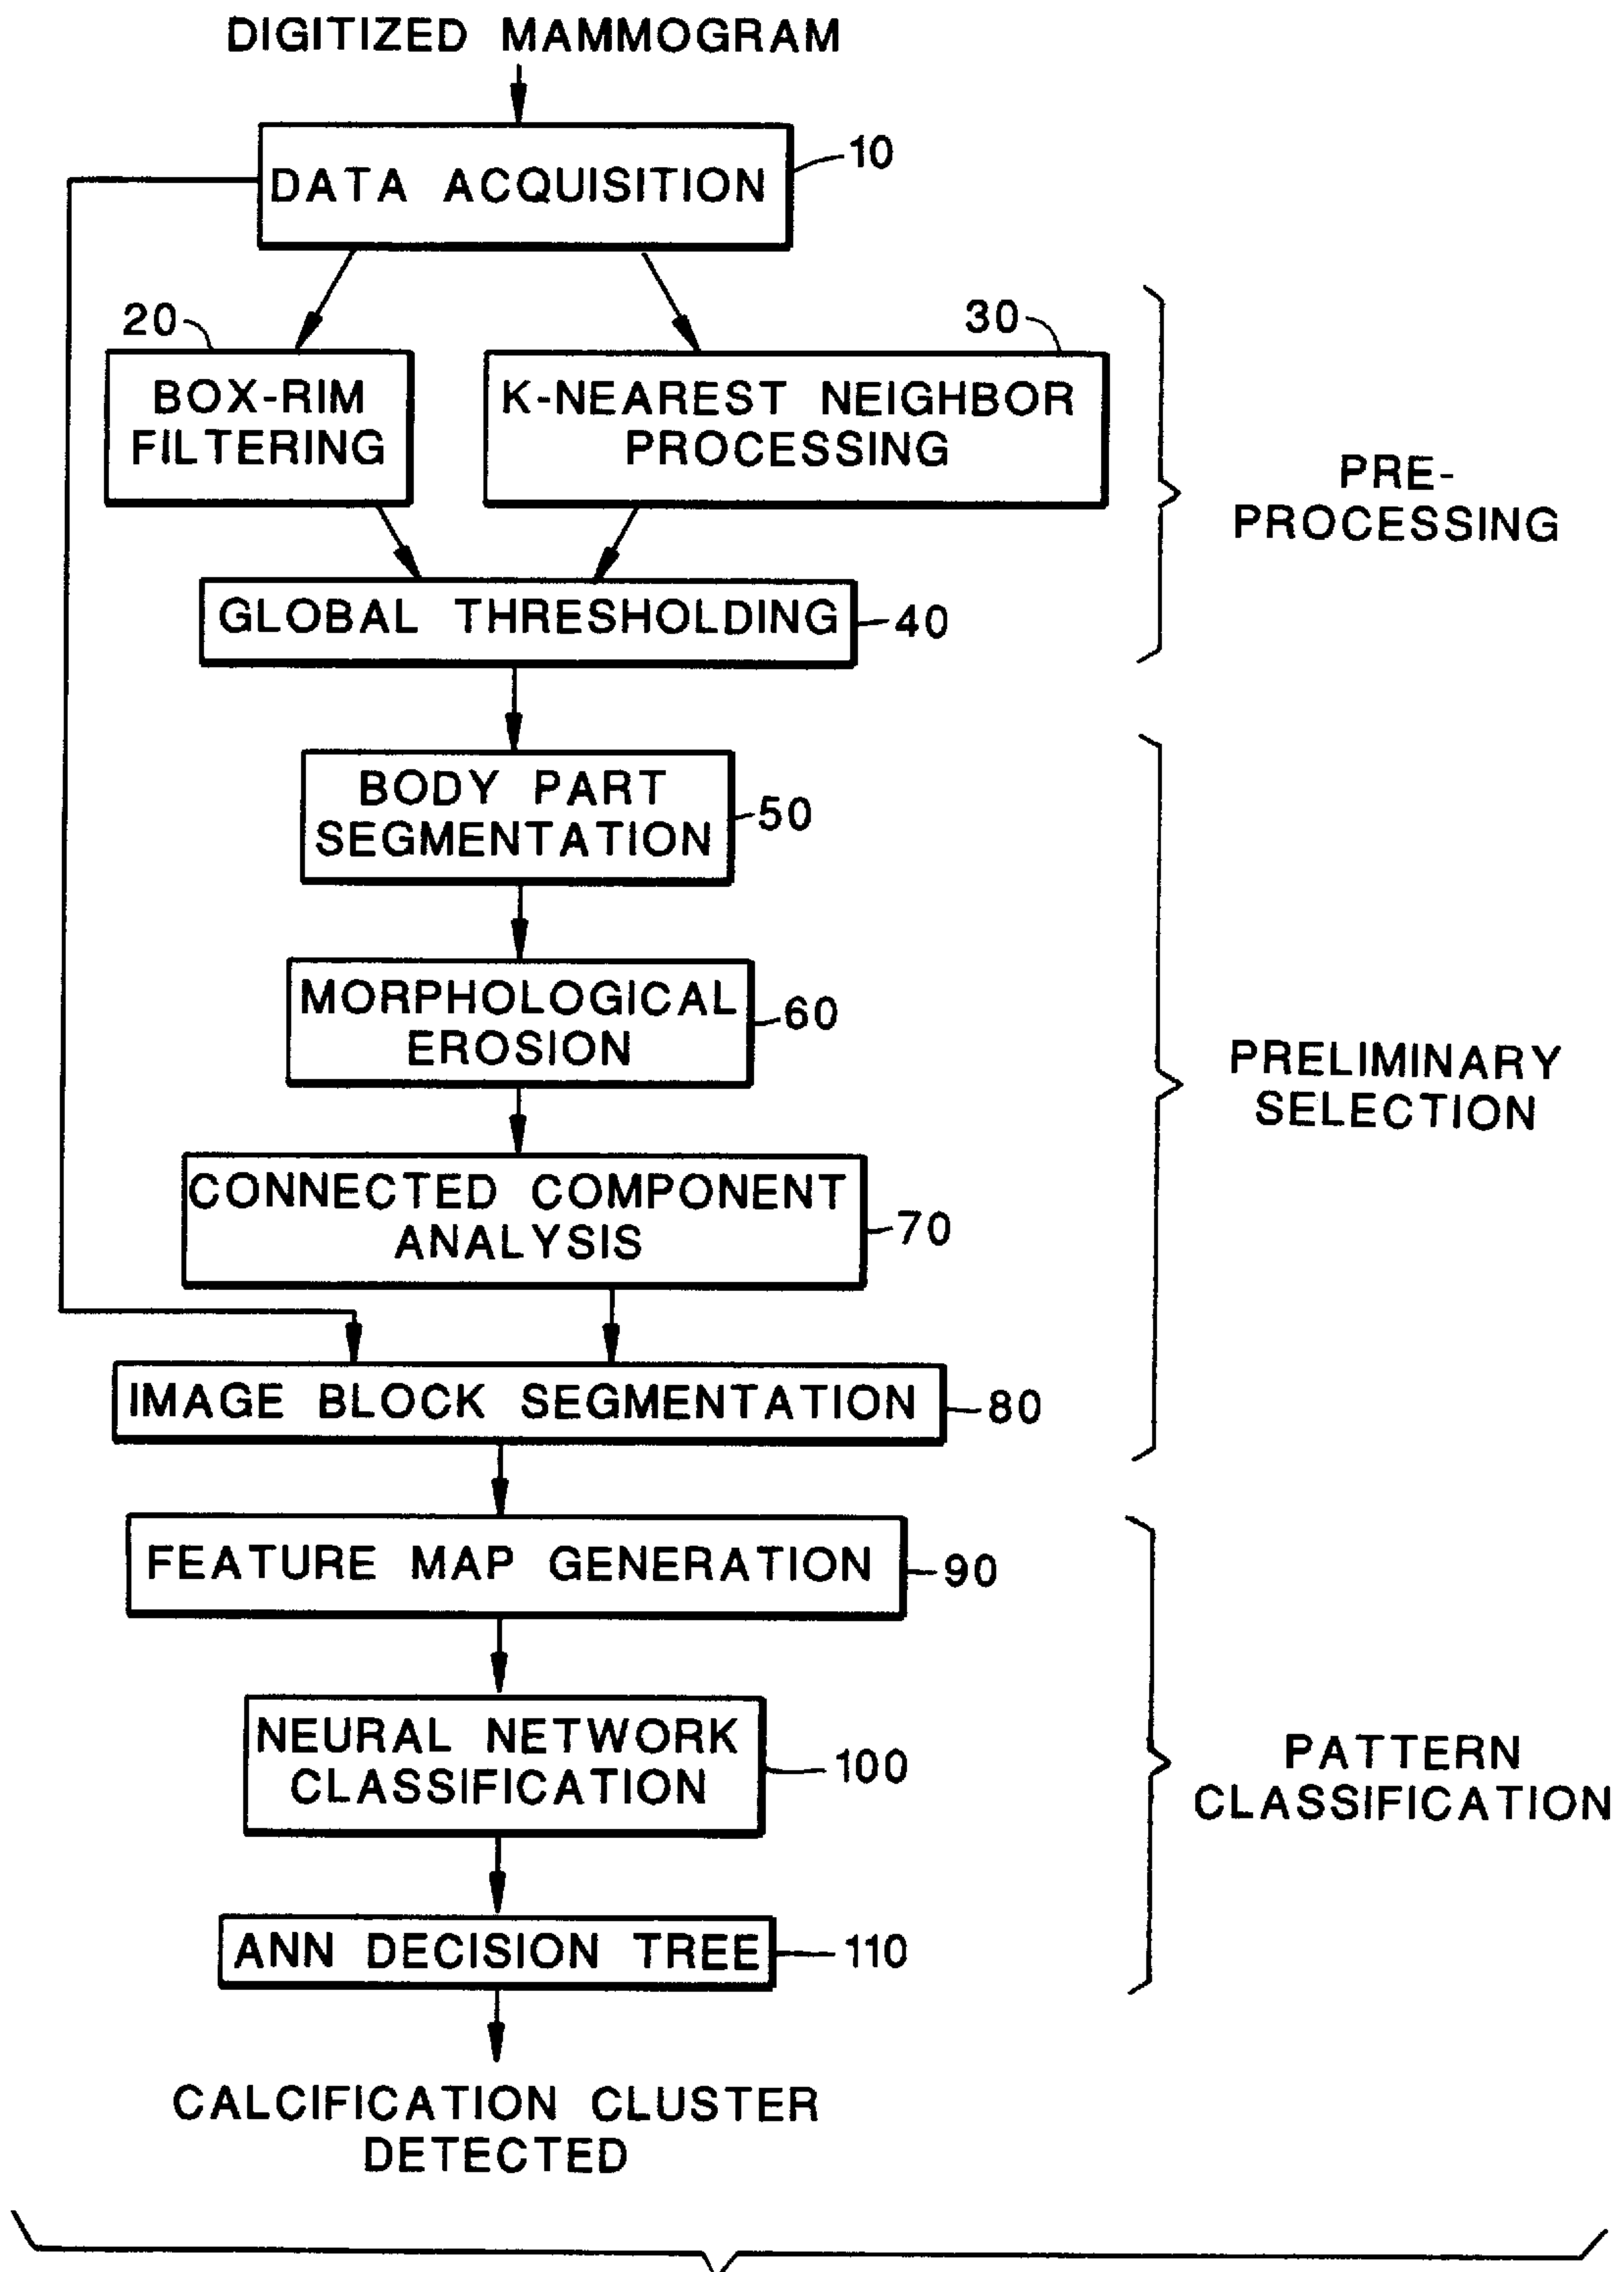 DIGITIZED MAMMOGRAM
DATA ACQUISITION
10
20
30
BOX-RIM
FILTERING
K-NEAREST NEIGHBOR
PROCESSING
PRE-
PROCESSING
GLOBAL THRESHOLDING
40
BODY PART
SEGMENTATION
50
MORPHOLOGICAL
EROSION
60
PRELIMINARY
SELECTION
CONNECTED COMPONENT
ANALYSIS
70
IMAGE BLOCK SEGMENTATION
80
FEATURE MAP GENERATION
90
NEURAL NETWORK
CLASSIFICATION
100
PATTERN
CLASSIFICATION
ANN DECISION TREE
110
CALCIFICATION CLUSTER
DETECTED